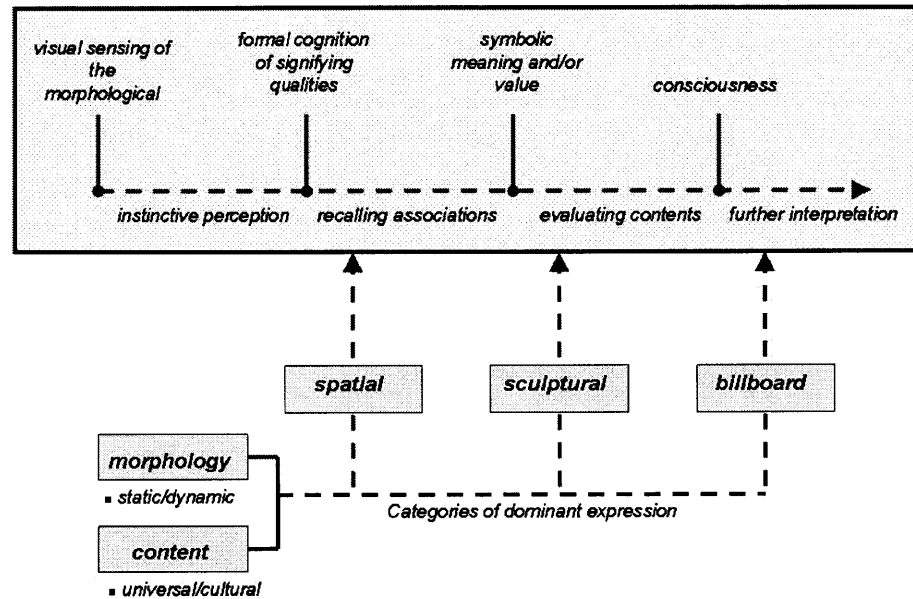 visual sensing of
the
morphological
formal cognition
of signifying
qualities
symbolic
meaning and/or
value
consciousness
instinctive perception
recalling associations
evaluating contents
further interpretation
spatial
sculptural
billboard
morphology
▪ static/dynamic
Categories of dominant expression
content
▪ universal/cultural